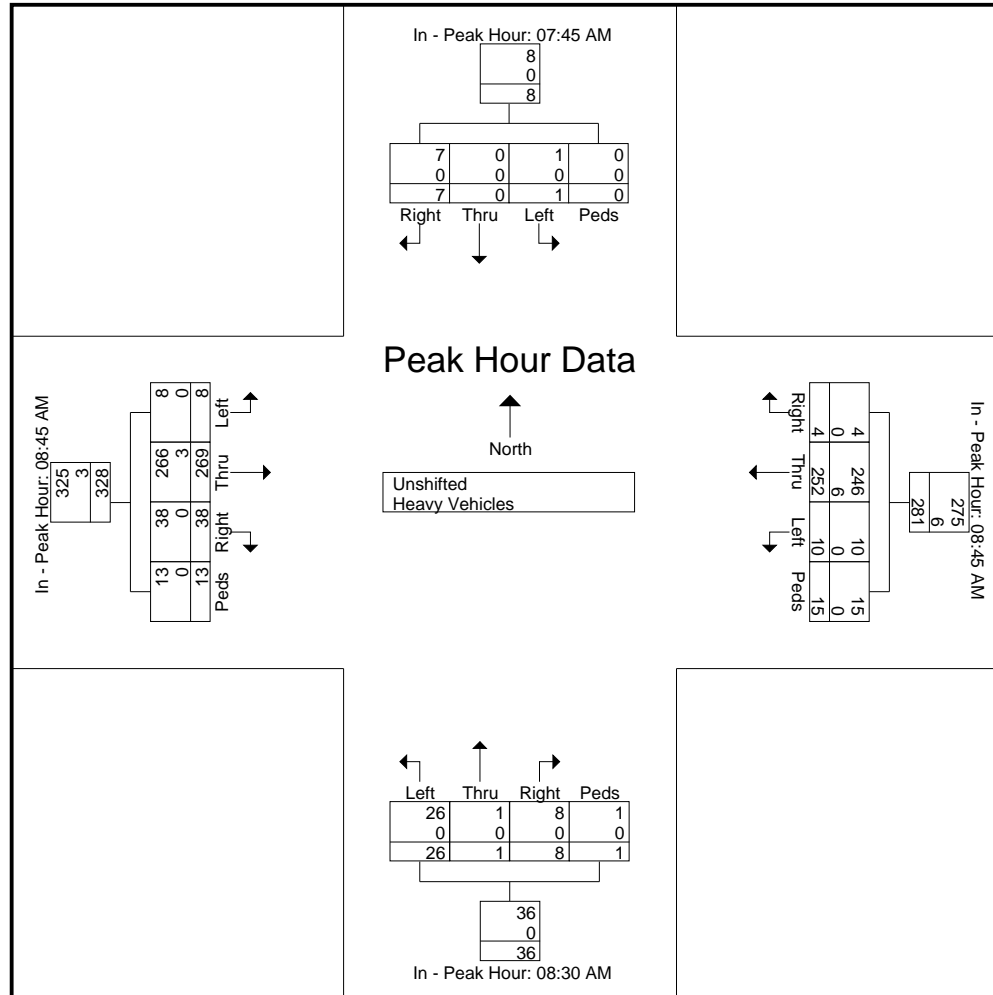 In - Peak Hour: 07:45 AM
8
0
8
7 0 1 0
0 0 0 0
7 0 1 0
Right Thru Left Peds
Peak Hour Data
North
Unshifted
Heavy Vehicles
In - Peak Hour: 08:45 AM
325
3
328
8 266 38 13
0 3 0 0
8 269 38 13
Left Thru Right Peds
In - Peak Hour: 08:45 AM
275
6
281
4 246 10 15
0 6 0 0
4 252 10 15
Right Thru Left Peds
Left Thru Right Peds
26 1 8 1
0 0 0 0
26 1 8 1
36
0
36
In - Peak Hour: 08:30 AM